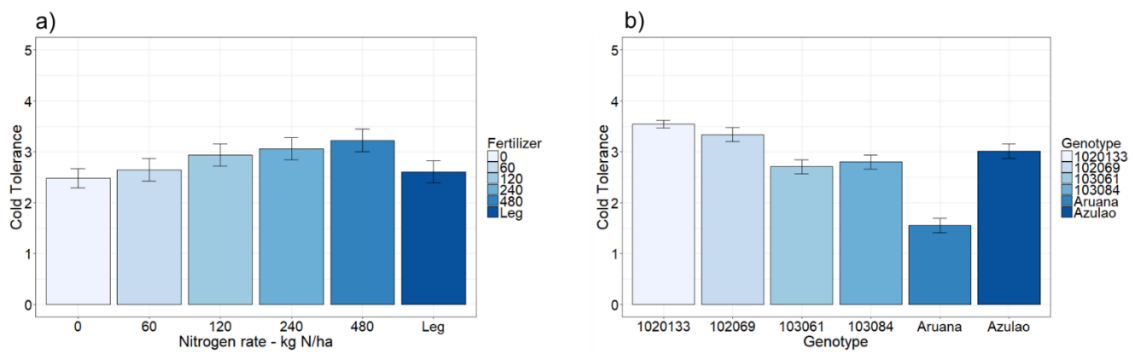 a)
Cold Tolerance
5
4
3
2
1
0
0 60 120 240 480 Leg
Nitrogen rate - kg N/ha
Fertilizer
0
60
120
240
480
Leg
b)
Cold Tolerance
5
4
3
2
1
0
1020133 102069 103061 103084 Aruana Azulao
Genotype
Genotype
1020133
102069
103061
103084
Aruana
Azulao